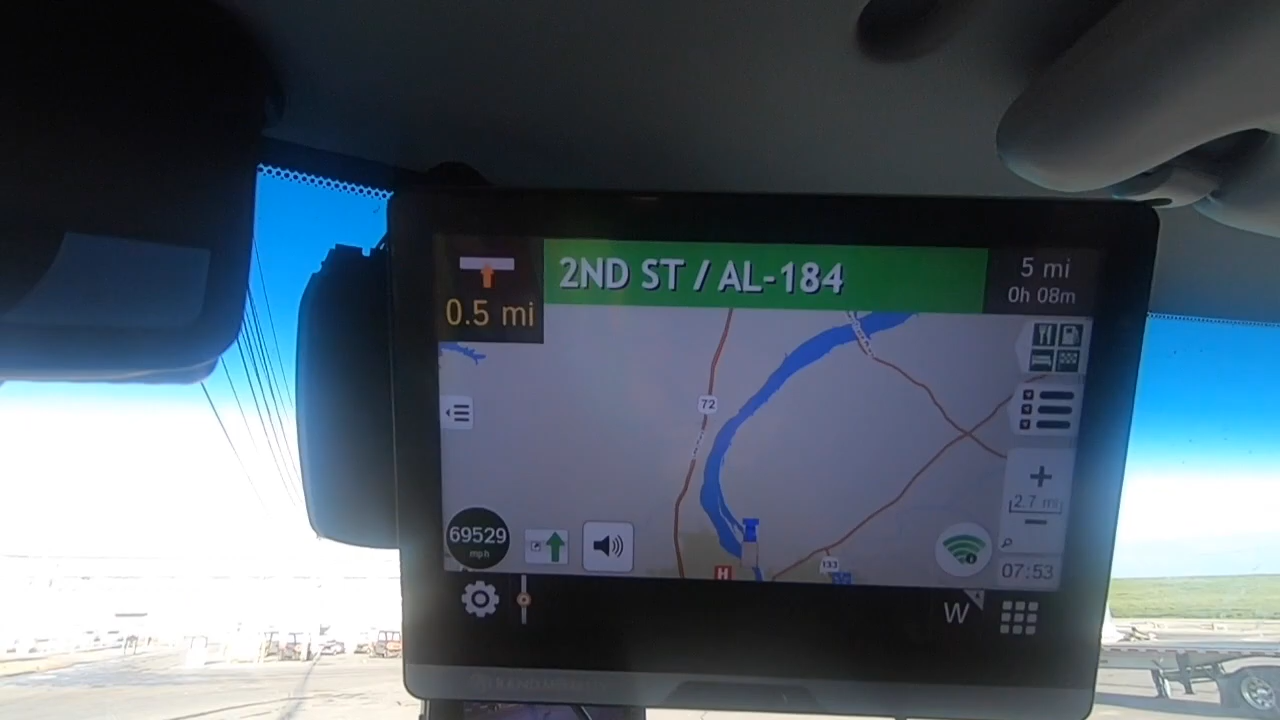 2ND ST / AL-184
0.5 mi
5 mi
0h 08m
72
2.7 mi
69529
mph
H
133
07:53
W